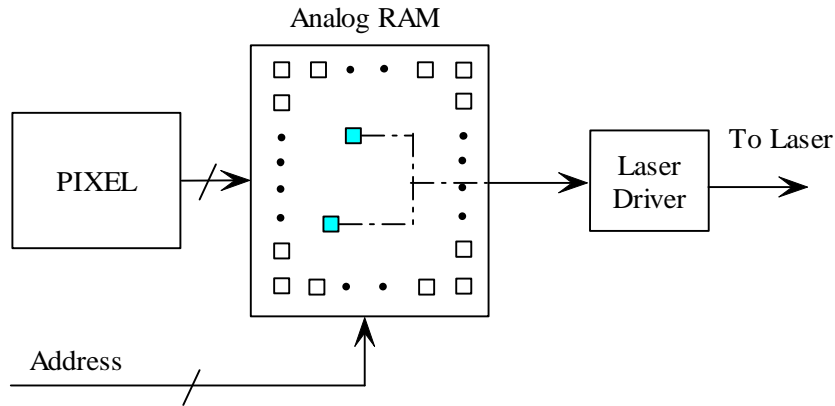 Analog RAM
PIXEL
To Laser
Laser
Driver
Address